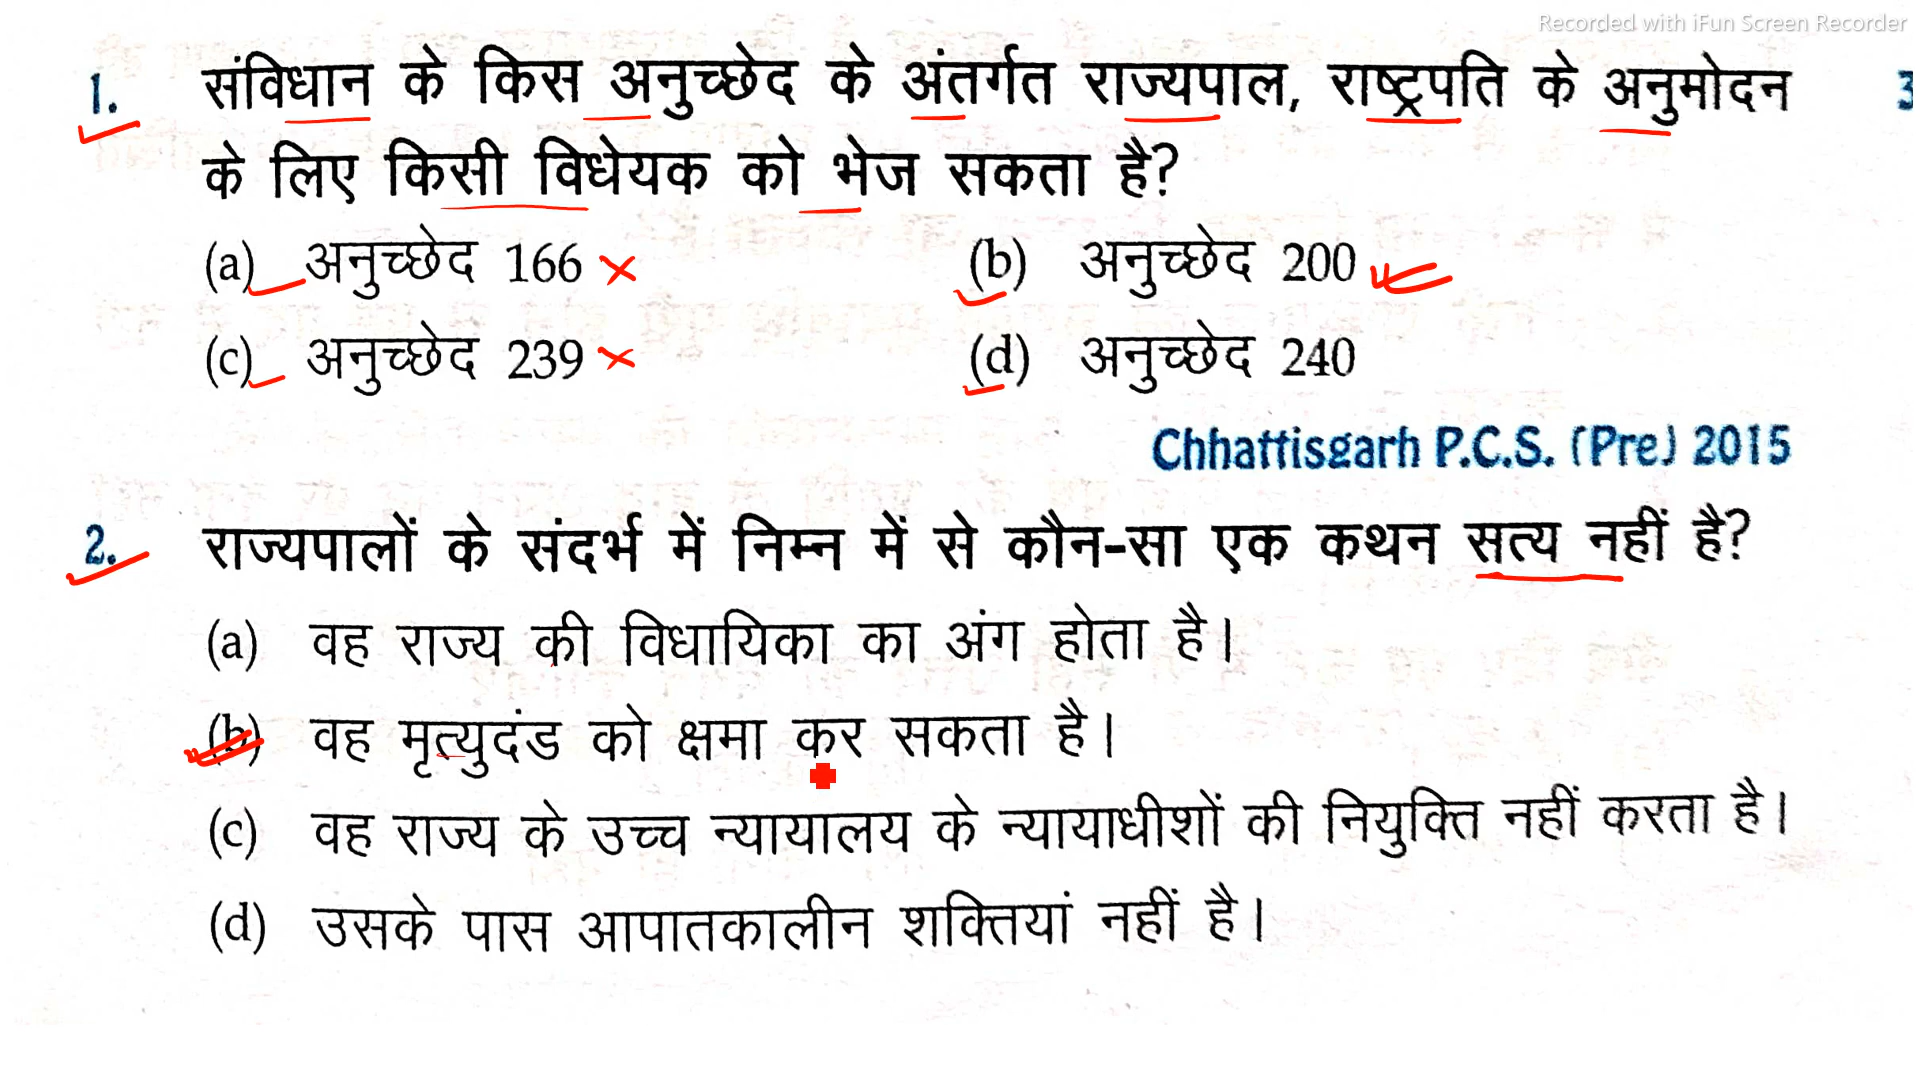 Recorded with iFun Screen Recorder
1. संविधान के किस अनुच्छेद के अंतर्गत राज्यपाल, राष्ट्रपति के अनुमोदन
के लिए किसी विधेयक को भेज सकता है?
(a) अनुच्छेद 166 (b) अनुच्छेद 200
(c) अनुच्छेद 239 (d) अनुच्छेद 240
Chhattisgarh P.C.S. (Pre) 2015
2. राज्यपालों के संदर्भ में निम्न में से कौन-सा एक कथन सत्य नहीं है?
(a) वह राज्य की विधायिका का अंग होता है।
(b) वह मृत्युदंड को क्षमा कर सकता है।
(c) वह राज्य के उच्च न्यायालय के न्यायाधीशों की नियुक्ति नहीं करता है।
(d) उसके पास आपातकालीन शक्तियां नहीं है।